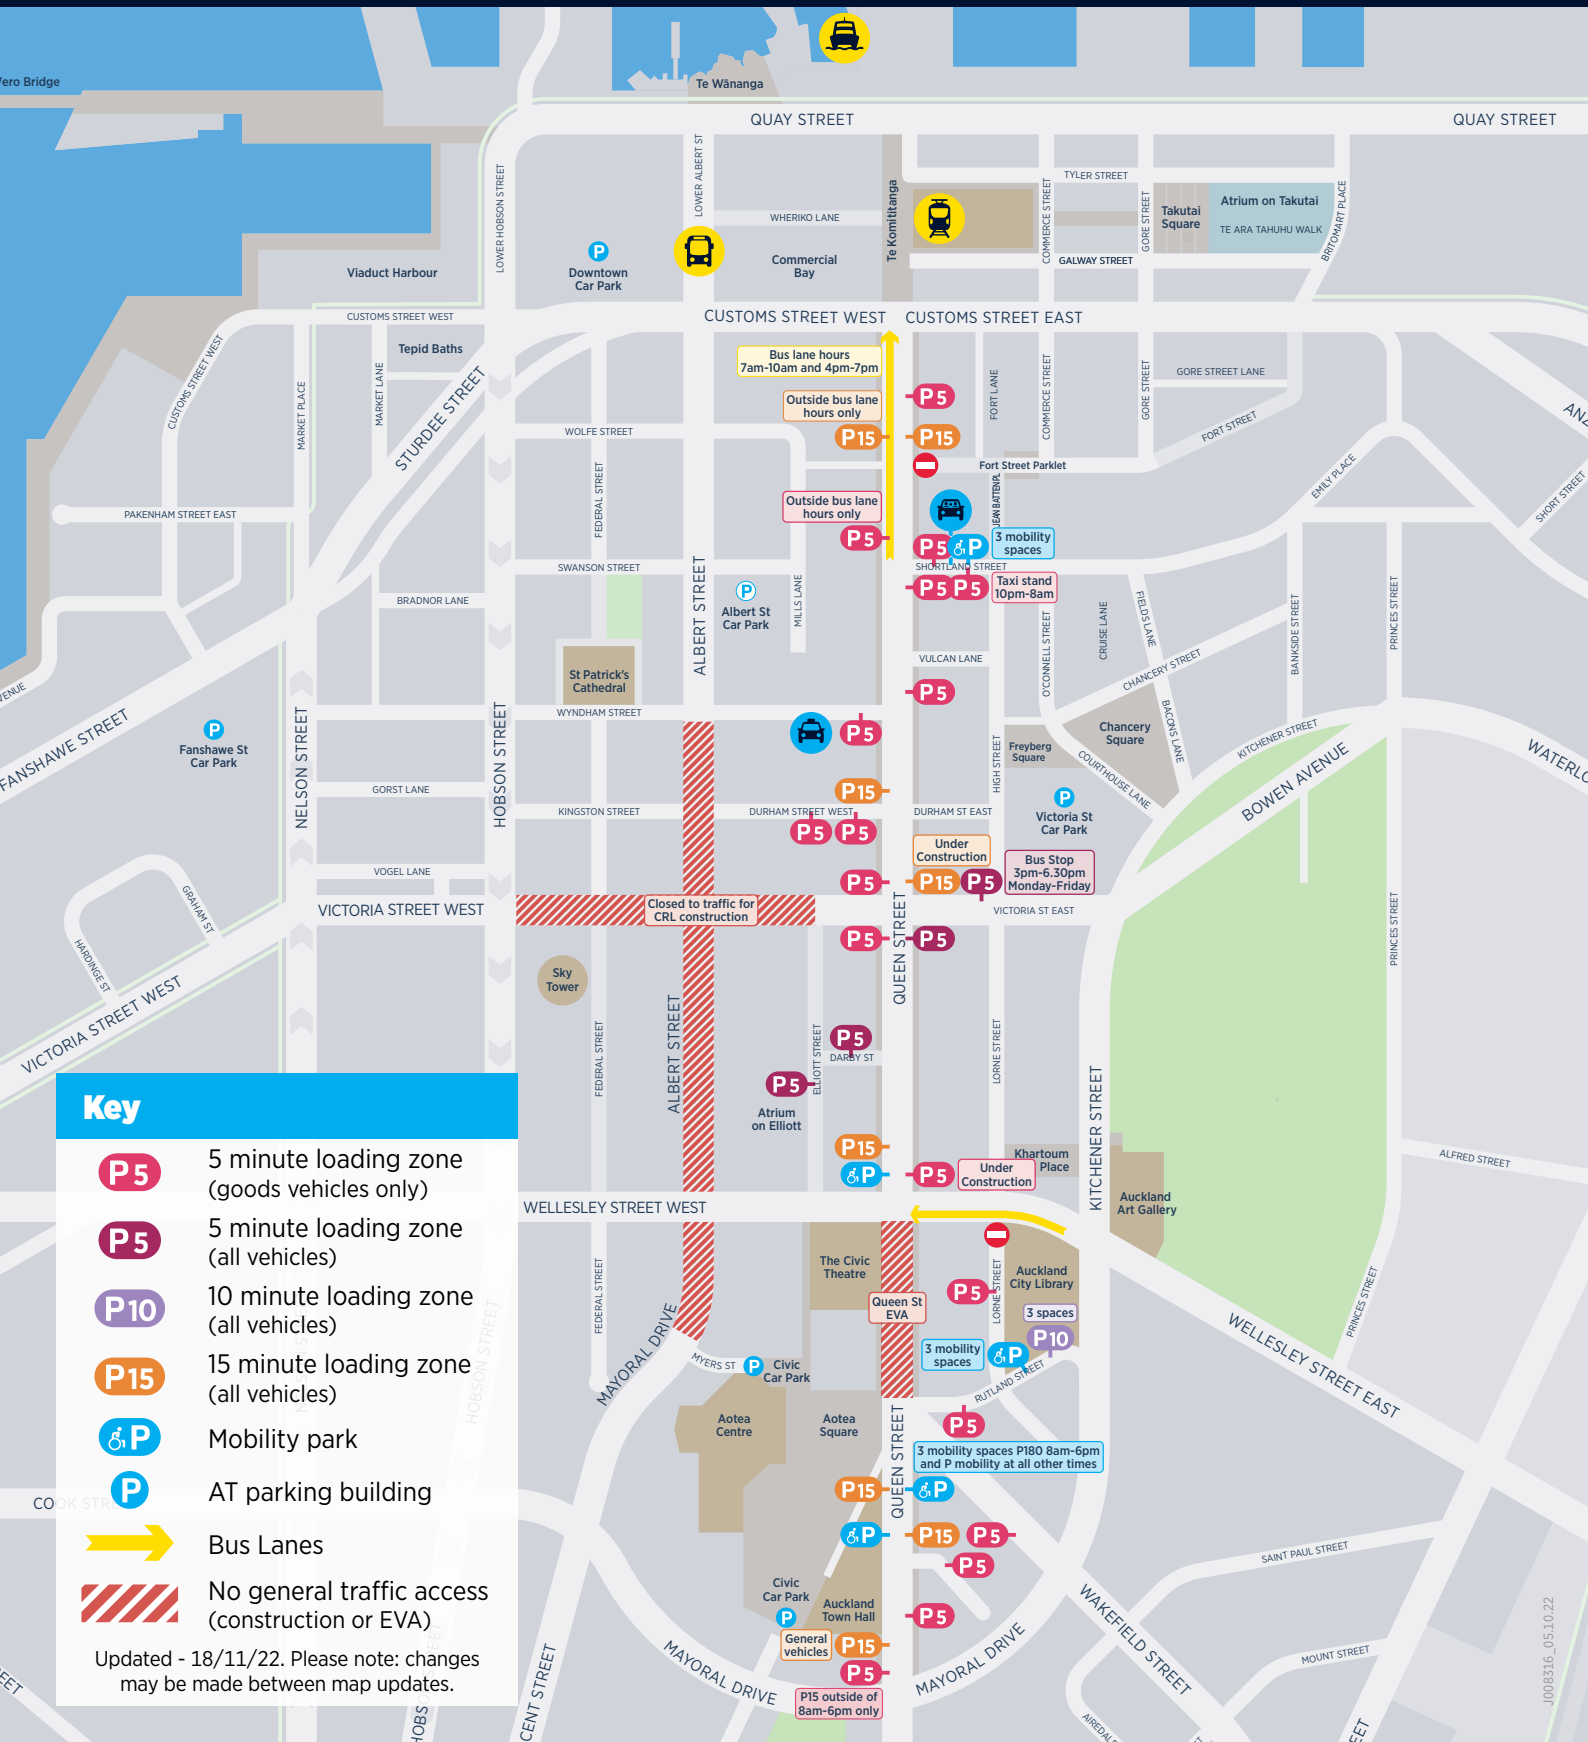 Vero Bridge
Te Wānanga
QUAY STREET
QUAY STREET
LOWER HOBSON STREET
LOWER ALBERT ST
TYLER STREET
WHERIKO LANE
Te Komititanga
COMMERCE STREET
GORE STREET
Takutai
Square
Atrium on Takutai
TE ARA TAHUHU WALK
BRITOMART PLACE
P
Downtown
Car Park
Commercial
Bay
GALWAY STREET
Viaduct Harbour
CUSTOMS STREET WEST
CUSTOMS STREET WEST
CUSTOMS STREET EAST
Tepid Baths
CUSTOMS STREET WEST
MARKET PLACE
MARKET LANE
STURDEE STREET
Bus lane hours
7am-10am and 4pm-7pm
Outside bus lane
hours only
P5
P15
P15
FORT LANE
COMMERCE STREET
GORE STREET
GORE STREET LANE
FORT STREET
ANZ
WOLFE STREET
Fort Street Parklet
EMILY PLACE
SHORT STREET
FEDERAL STREET
JEAN BATTEN PL
PAKENHAM STREET EAST
Outside bus lane
hours only
P5
P5
P
3 mobility
spaces
SHORTLAND STREET
P5
P5
Taxi stand
10pm-8am
SWANSON STREET
BRADNOR LANE
ALBERT STREET
P
Albert St
Car Park
MILLS LANE
O'CONNELL STREET
CRUISE LANE
FIELDS LANE
BANKSIDE STREET
PRINCES STREET
VULCAN LANE
CHANCERY STREET
St Patrick's
Cathedral
P5
WYNDHAM STREET
VENUE
FANSHAWE STREET
P
Fanshawe St
Car Park
NELSON STREET
HOBSON STREET
P5
HIGH STREET
Freyberg
Square
Chancery
Square
BACONS LANE
COURTHOUSE LANE
KITCHENER STREET
BOWEN AVENUE
WATERLO
GORST LANE
P15
P
Victoria St
Car Park
KINGSTON STREET
DURHAM STREET WEST
DURHAM ST EAST
P5
P5
VOGEL LANE
Under
Construction
P5
P15
P5
Bus Stop
3pm-6.30pm
Monday-Friday
GRAHAM ST
HARDINGE ST
VICTORIA STREET WEST
Closed to traffic for
CRL construction
VICTORIA ST EAST
PRINCES STREET
P5
P5
QUEEN STREET
Sky
Tower
VICTORIA STREET WEST
FEDERAL STREET
ALBERT STREET
P5
ELLIOTT STREET
DARBY ST
LORNE STREET
P5
Atrium
on Elliott
KITCHENER STREET
P15
P
P5
Under
Construction
Khartoum
Place
ALFRED STREET
Auckland
Art Gallery
WELLESLEY STREET WEST
The Civic
Theatre
FEDERAL STREET
Queen St
EVA
P5
LORNE STREET
Auckland
City Library
3 spaces
P10
PRINCES STREET
WELLESLEY STREET EAST
MAYORAL DRIVE
MYERS ST
P
Civic
Car Park
3 mobility
spaces
P
RUTLAND STREET
Aotea
Centre
Aotea
Square
P5
QUEEN STREET
3 mobility spaces P180 8am-6pm
and P mobility at all other times
P15
P
P
P15
P5
P5
SAINT PAUL STREET
Civic
Car Park
P
Auckland
Town Hall
P5
WAKEFIELD STREET
General
vehicles
P15
P5
P15 outside of
8am-6pm only
MAYORAL DRIVE
MAYORAL DRIVE
MOUNT STREET
AIREDAL
EET
CENT STREET
HOBSO
REET
J008316_05.10.22
Key
P5
5 minute loading zone
(goods vehicles only)
P5
5 minute loading zone
(all vehicles)
P10
10 minute loading zone
(all vehicles)
P15
15 minute loading zone
(all vehicles)
P
Mobility park
P
AT parking building
Bus Lanes
No general traffic access
(construction or EVA)
Updated - 18/11/22. Please note: changes
may be made between map updates.
COOK STRE
HOBSON STREET